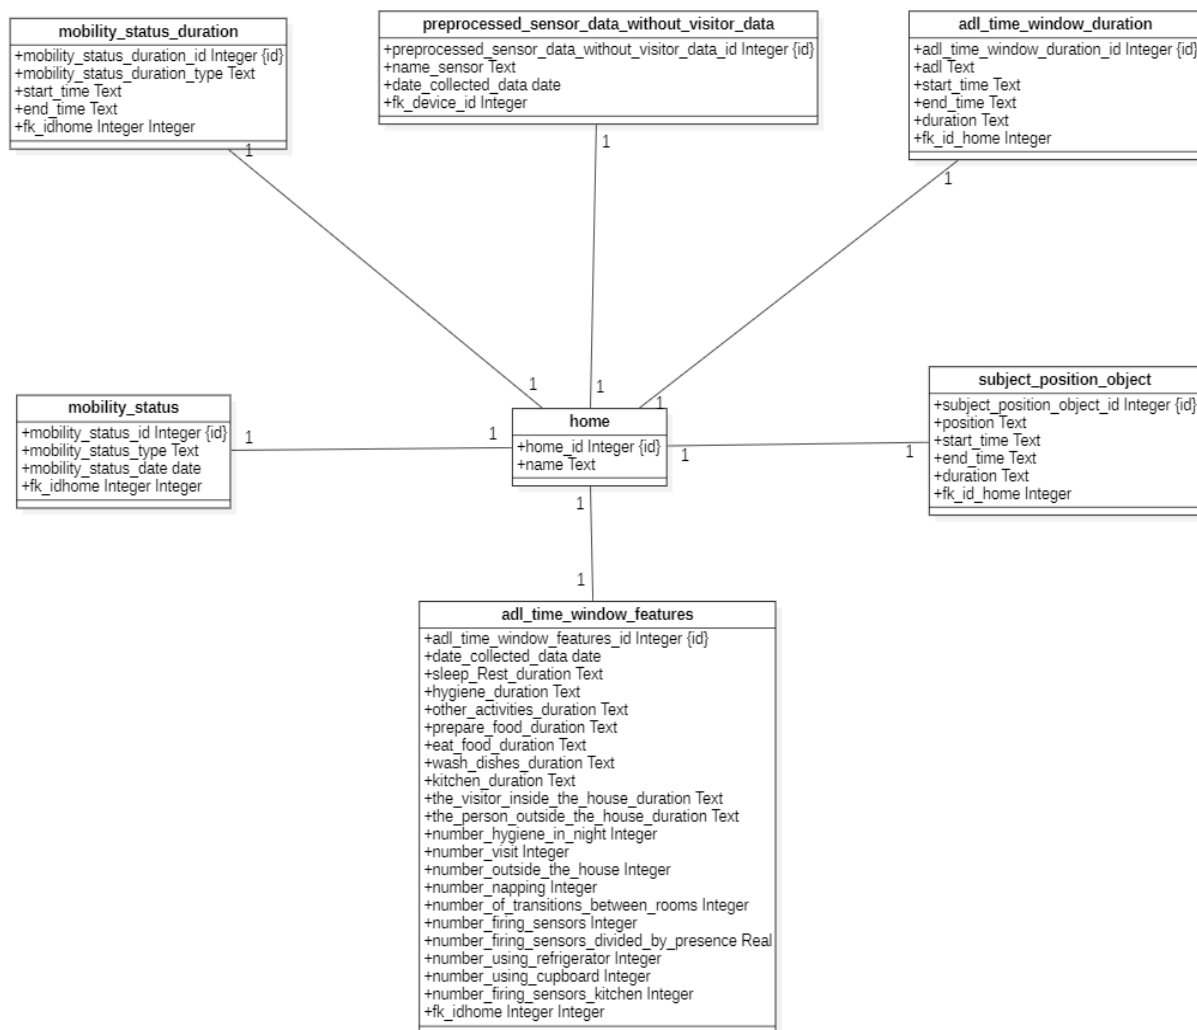 mobility_status_duration
+mobility_status_duration_id Integer {id}
+mobility_status_duration_type Text
+start_time Text
+end_time Text
+fk_idhome Integer Integer
1
preprocessed_sensor_data_without_visitor_data
+preprocessed_sensor_data_without_visitor_data_id Integer {id}
+name_sensor Text
+date_collected_data date
+fk_device_id Integer
1
adl_time_window_duration
+adl_time_window_duration_id Integer {id}
+adl Text
+start_time Text
+end_time Text
+duration Text
+fk_id_home Integer
1
mobility_status
+mobility_status_id Integer {id}
+mobility_status_type Text
+mobility_status_date date
+fk_idhome Integer Integer
1
1
1
1
1
home
+home_id Integer {id}
+name Text
1
1
subject_position_object
+subject_position_object_id Integer {id}
+position Text
+start_time Text
+end_time Text
+duration Text
+fk_id_home Integer
1
1
adl_time_window_features
+adl_time_window_features_id Integer {id}
+date_collected_data date
+sleep_Rest_duration Text
+hygiene_duration Text
+other_activities_duration Text
+prepare_food_duration Text
+eat_food_duration Text
+wash_dishes_duration Text
+kitchen_duration Text
+the_visitor_inside_the_house_duration Text
+the_person_outside_the_house_duration Text
+number_hygiene_in_night Integer
+number_visit Integer
+number_outside_the_house Integer
+number_napping Integer
+number_of_transitions_between_rooms Integer
+number_firing_sensors Integer
+number_firing_sensors_divided_by_presence Real
+number_using_refrigerator Integer
+number_using_cupboard Integer
+number_firing_sensors_kitchen Integer
+fk_idhome Integer Integer